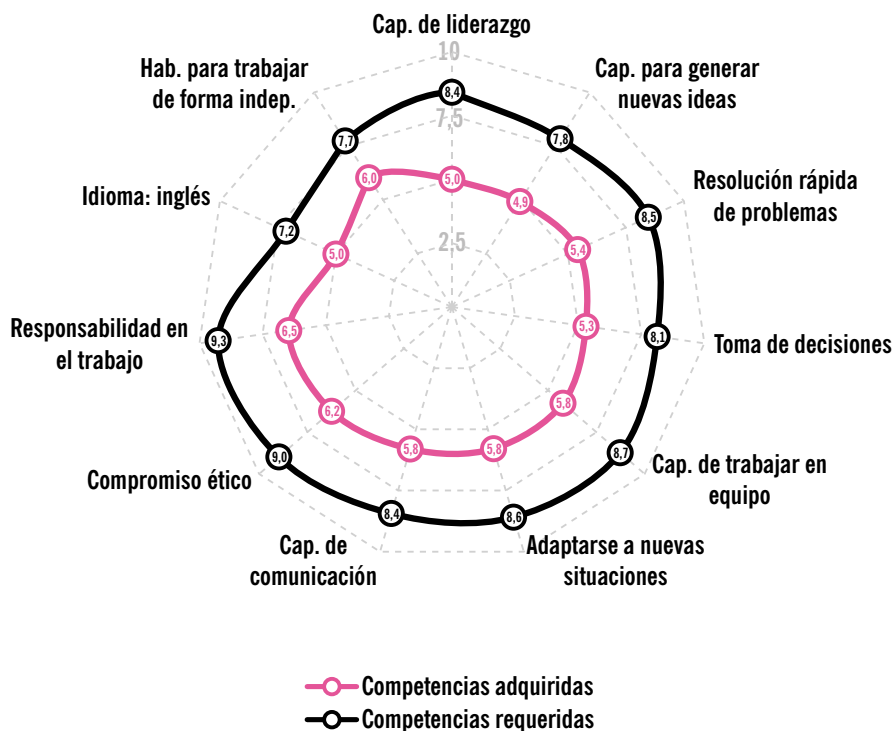 Cap. de liderazgo
10
7,5
2,5
Cap. para generar
nuevas ideas
Resolución rápida
de problemas
Toma de decisiones
Cap. de trabajar en
equipo
Adaptarse a nuevas
situaciones
Cap. de
comunicación
Compromiso ético
Responsabilidad en
el trabajo
Idioma: inglés
Hab. para trabajar
de forma indep.
8,4
7,8
8,5
8,1
8,7
8,6
8,4
9,0
9,3
7,2
7,7
5,0
4,9
5,4
5,3
5,8
5,8
5,8
6,2
6,5
5,0
6,0
Competencias adquiridas
Competencias requeridas